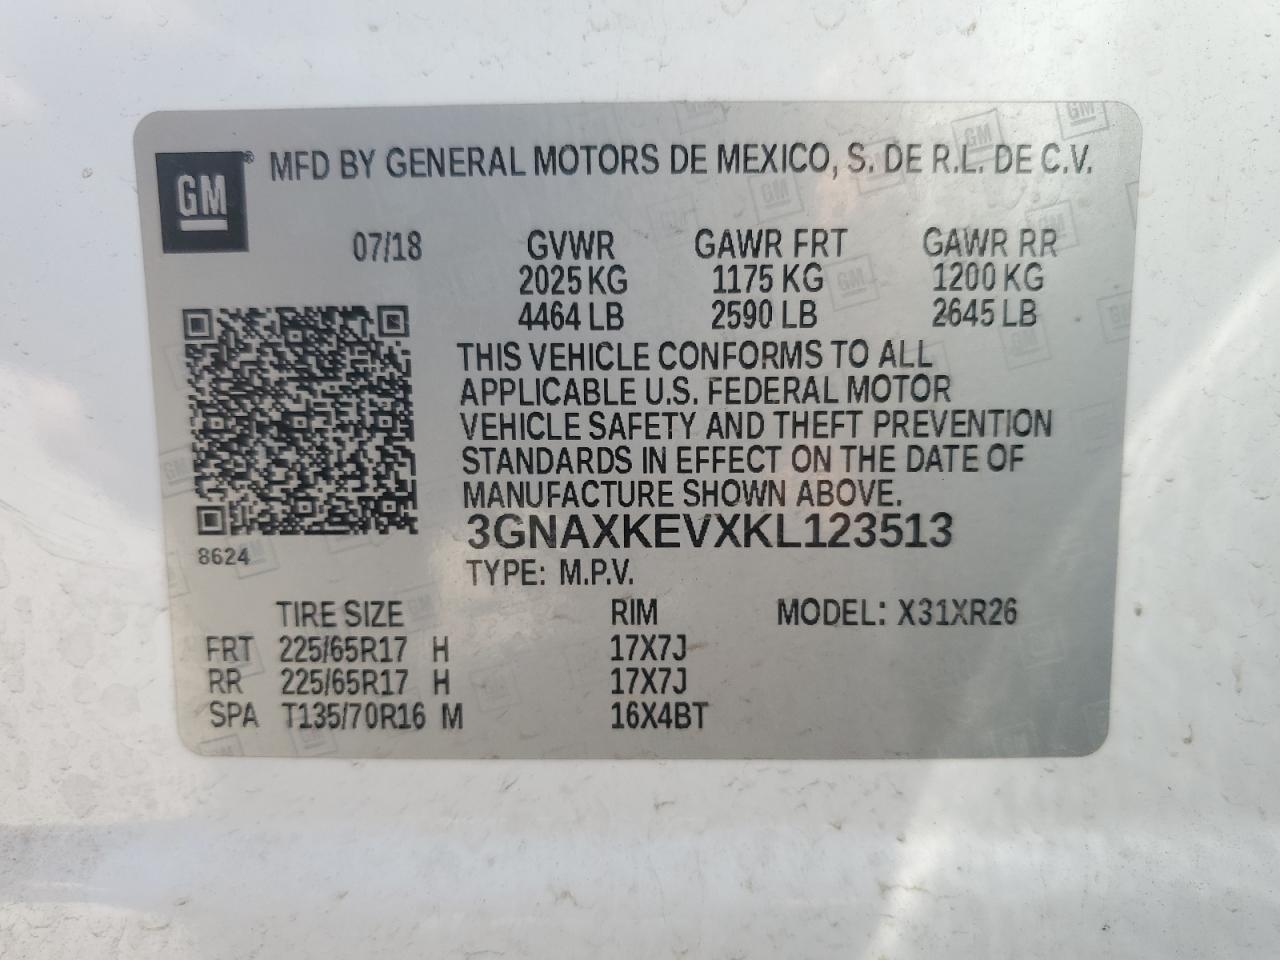 GM® MFD BY GENERAL MOTORS DE MEXICO, S. DE R.L. DE C.V.
07/18 GVWR GAWR FRT GAWR RR
2025 KG 1175 KG 1200 KG
4464 LB 2590 LB 2645 LB
THIS VEHICLE CONFORMS TO ALL
APPLICABLE U.S. FEDERAL MOTOR
VEHICLE SAFETY AND THEFT PREVENTION
STANDARDS IN EFFECT ON THE DATE OF
MANUFACTURE SHOWN ABOVE.
3GNAXKEVXKL123513
8624
TYPE: M.P.V.
TIRE SIZE RIM MODEL: X31XR26
FRT 225/65R17 H 17X7J
RR 225/65R17 H 17X7J
SPA T135/70R16 M 16X4BT